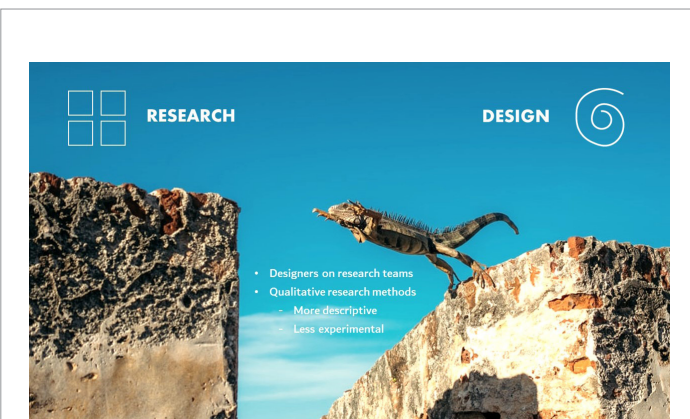 RESEARCH
DESIGN
• Designers on research teams
• Qualitative research methods
- More descriptive
- Less experimental